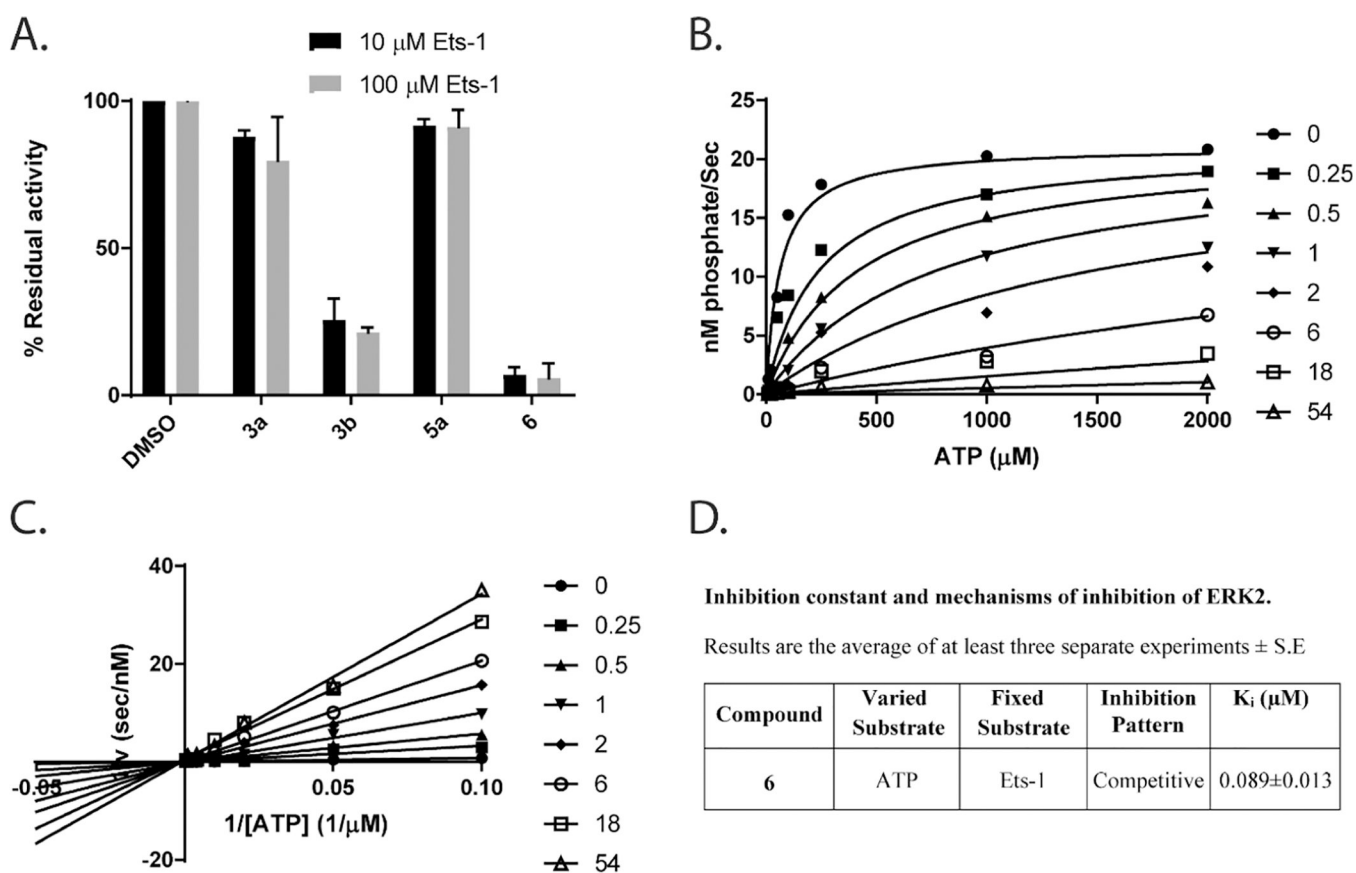 A.
10 μM Ets-1
100 μM Ets-1
% Residual activity
100
50
0
DMSO
3a
3b
5a
6
B.
nM phosphate/Sec
25
20
15
10
5
0
0
500
1000
1500
2000
ATP (μM)
0
0.25
0.5
1
2
6
18
54
C.
v (sec/nM)
40
20
-20
-0.05
0.05
0.10
1/[ATP] (1/μM)
0
0.25
0.5
1
2
6
18
54
D.
Inhibition constant and mechanisms of inhibition of ERK2.
Results are the average of at least three separate experiments ± S.E
Compound
Varied
Substrate
Fixed
Substrate
Inhibition
Pattern
Ki (μM)
6
ATP
Ets-1
Competitive
0.089±0.013